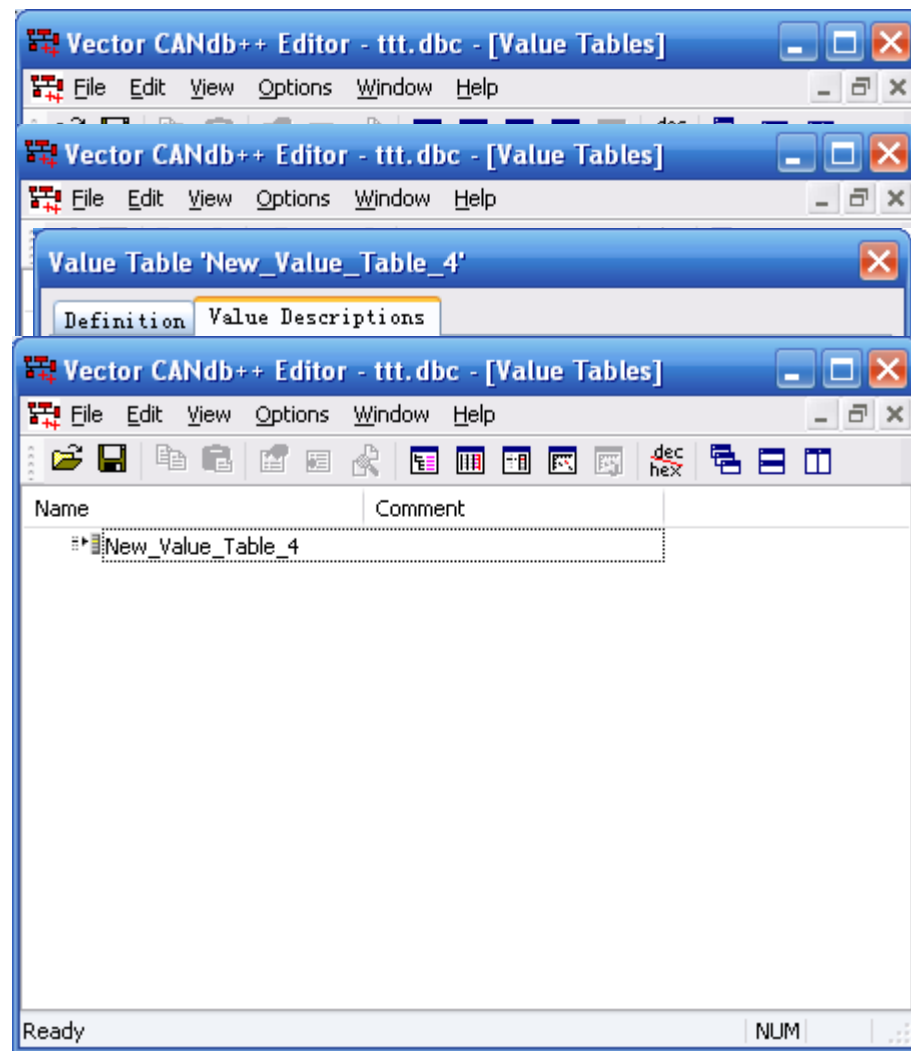 Vector CANdb++ Editor - ttt.dbc - [Value Tables]
File Edit View Options Window Help
Vector CANdb++ Editor - ttt.dbc - [Value Tables]
File Edit View Options Window Help
Value Table 'New_Value_Table_4'
Definition Value Descriptions
Vector CANdb++ Editor - ttt.dbc - [Value Tables]
File Edit View Options Window Help
dec
hex
Name Comment
New_Value_Table_4
Ready NUM